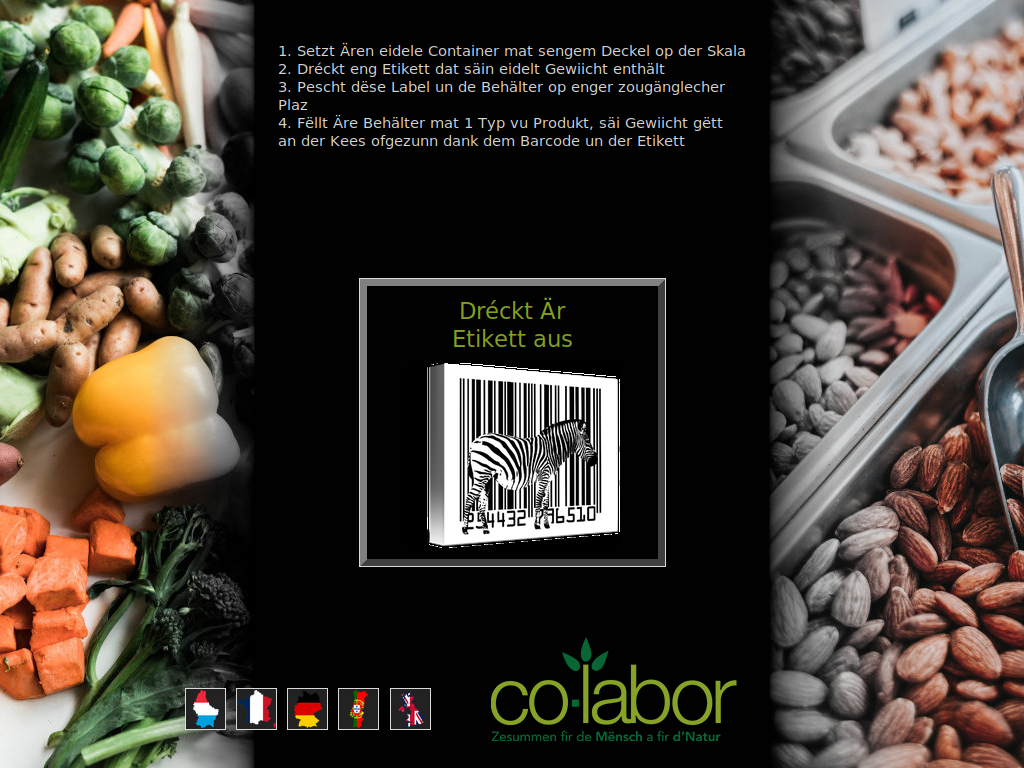 1. Setzt Ären eidele Container mat sengem Deckel op der Skala
2. Dréckt eng Etikett dat säin eidelt Gewiicht enthält
3. Pescht dëse Label un de Behälter op enger zougänglecher
Plaz
4. Fëllt Äre Behälter mat 1 Typ vu Produkt, säi Gewiicht gëtt
an der Kees ofgezunn dank dem Barcode un der Etikett
Dréckt Är
Etikett aus
co·labor
Zesummen fir de Mënsch a fir d'Natur